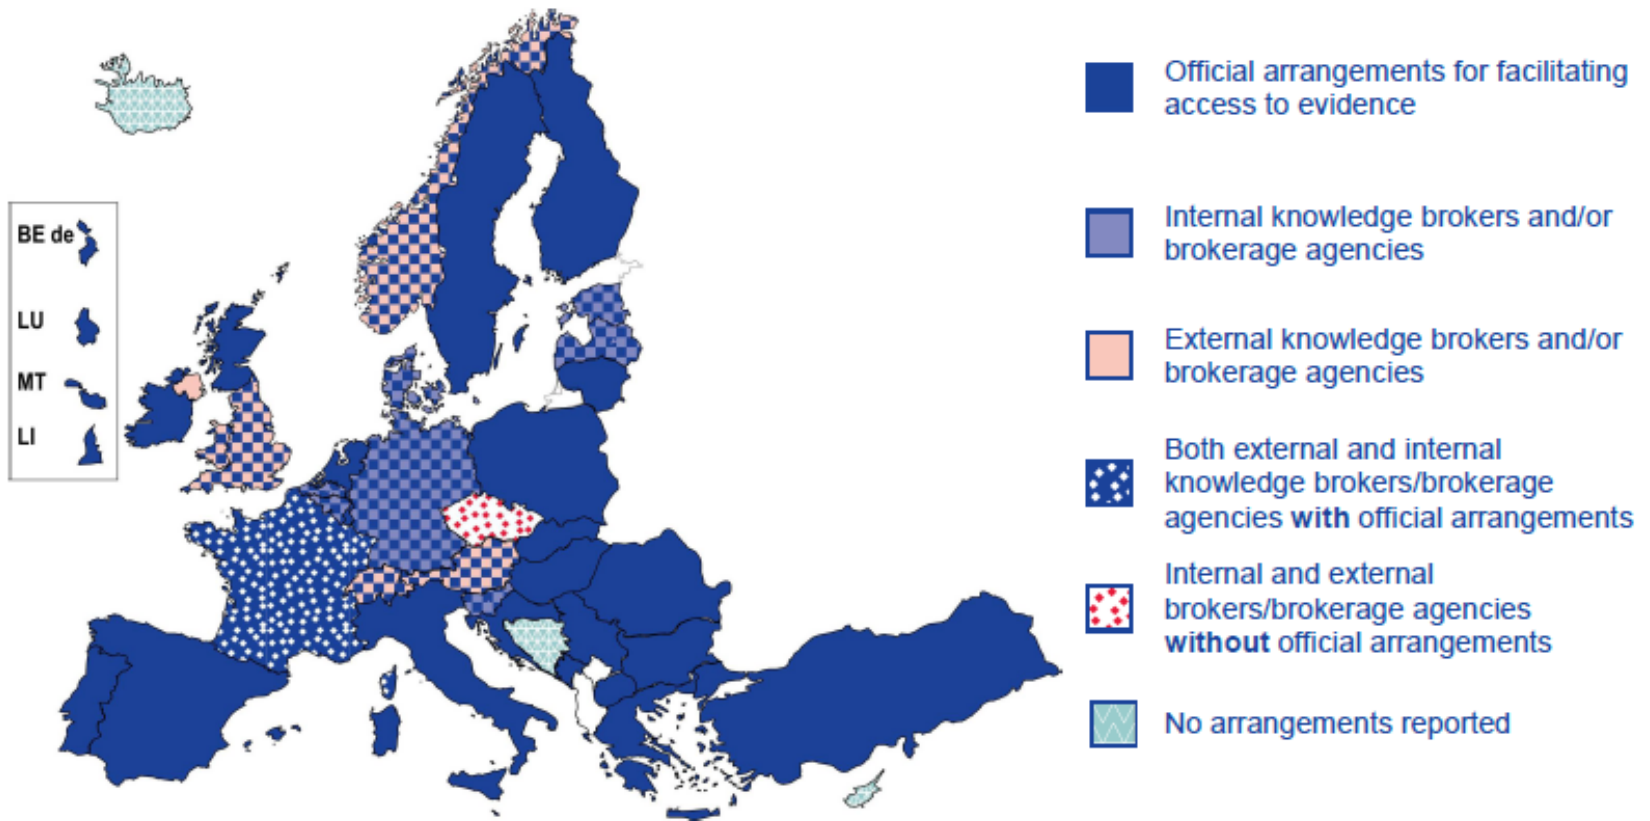 BE de
LU
MT
LI
Official arrangements for facilitating
access to evidence
Internal knowledge brokers and/or
brokerage agencies
External knowledge brokers and/or
brokerage agencies
Both external and internal
knowledge brokers/brokerage
agencies with official arrangements
Internal and external
brokers/brokerage agencies
without official arrangements
No arrangements reported